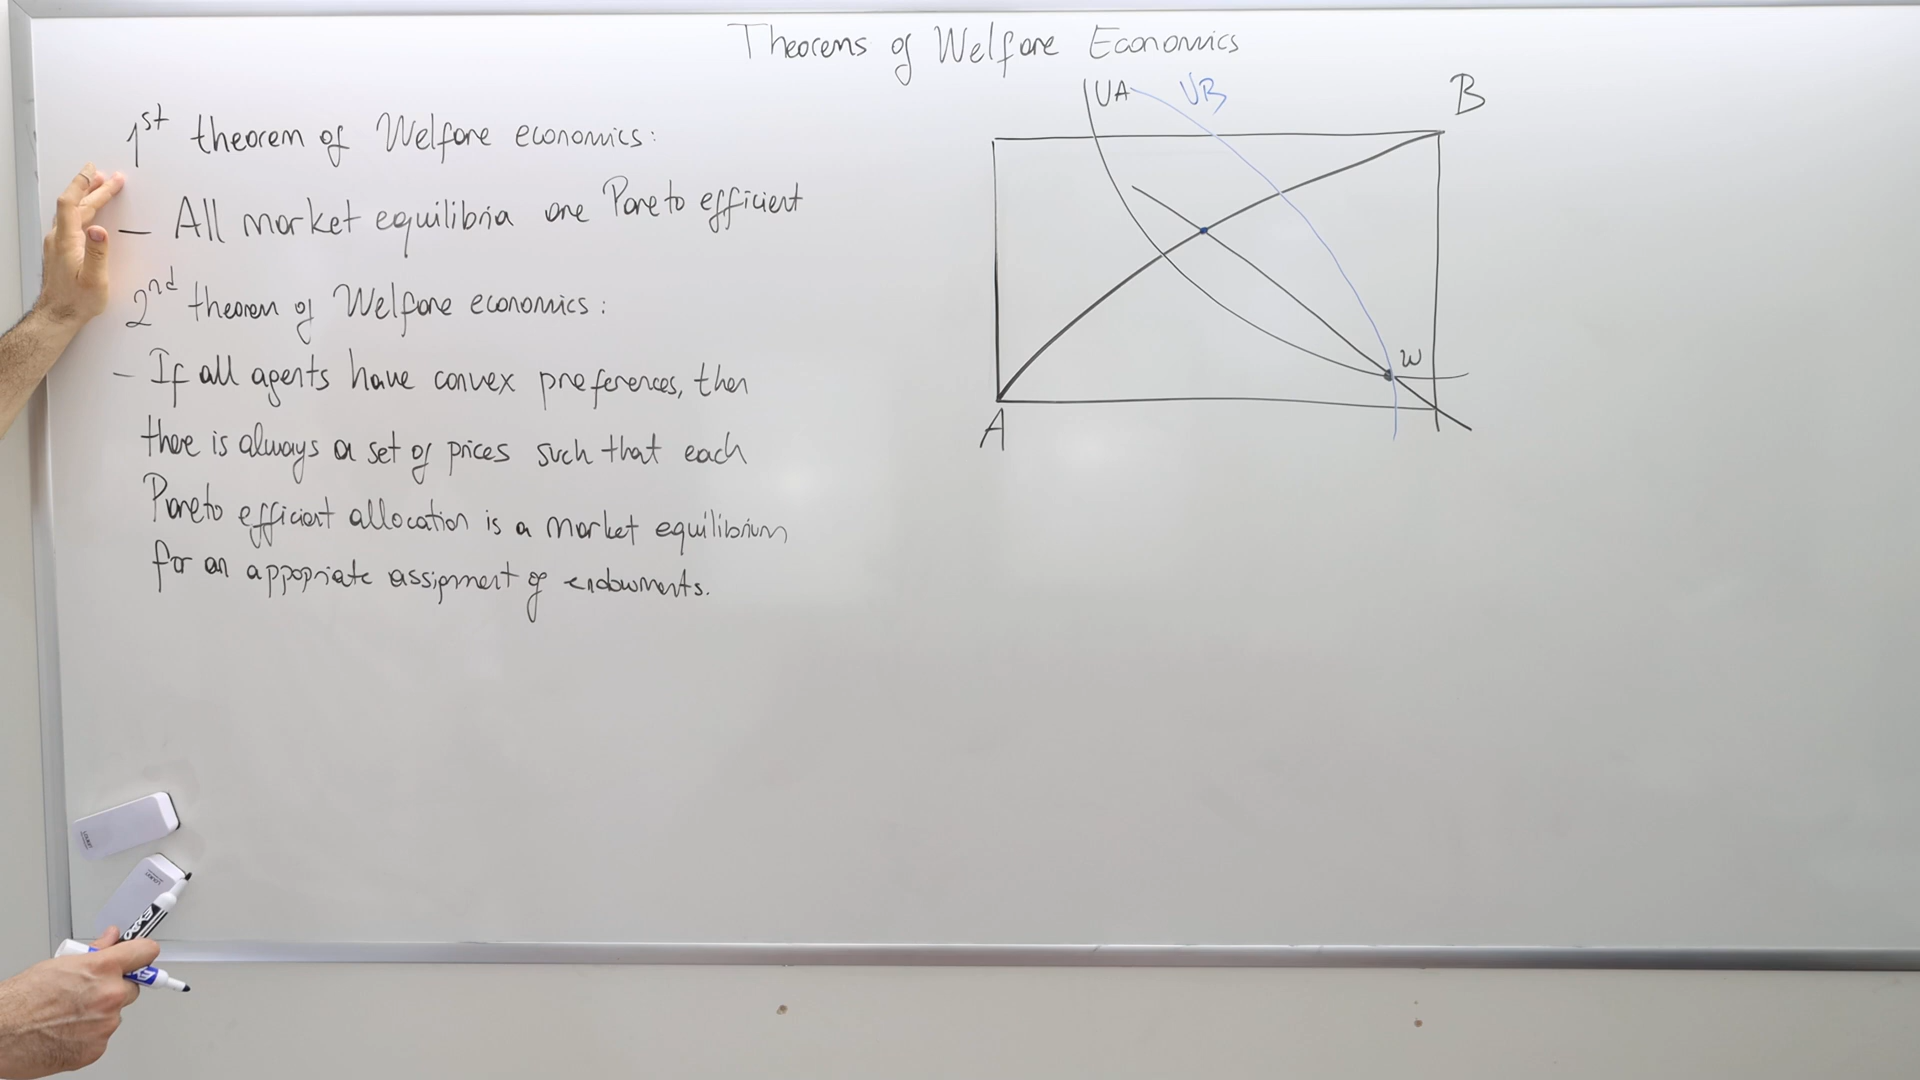 Theorems of Welfare Economics
1st theorem of Welfare economics:
— All market equilibria are Pareto efficient
2nd theorem of Welfare economics:
- If all agents have convex preferences, then
there is always a set of prices such that each
Pareto efficient allocation is a market equilibrium
for an appopriate assignment of endowments.
UA UB B
w
A
EXPO